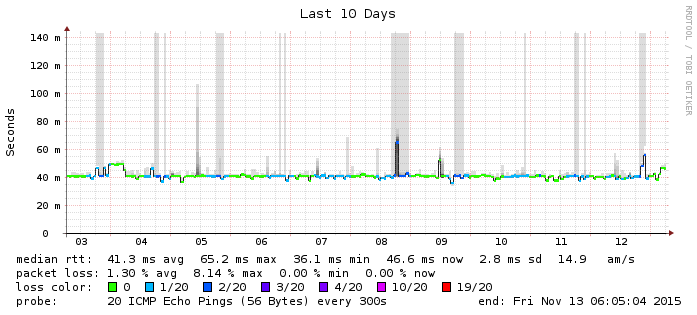 Last 10 Days
RRDTOOL / TOBI OETIKER
Seconds
140 m
120 m
100 m
80 m
60 m
40 m
20 m
0
03 04 05 06 07 08 09 10 11 12
median rtt: 41.3 ms avg 65.2 ms max 36.1 ms min 46.6 ms now 2.8 ms sd 14.9 am/s
packet loss: 1.30 % avg 8.14 % max 0.00 % min 0.00 % now
loss color: 0 1/20 2/20 3/20 4/20 10/20 19/20
probe: 20 ICMP Echo Pings (56 Bytes) every 300s end: Fri Nov 13 06:05:04 2015